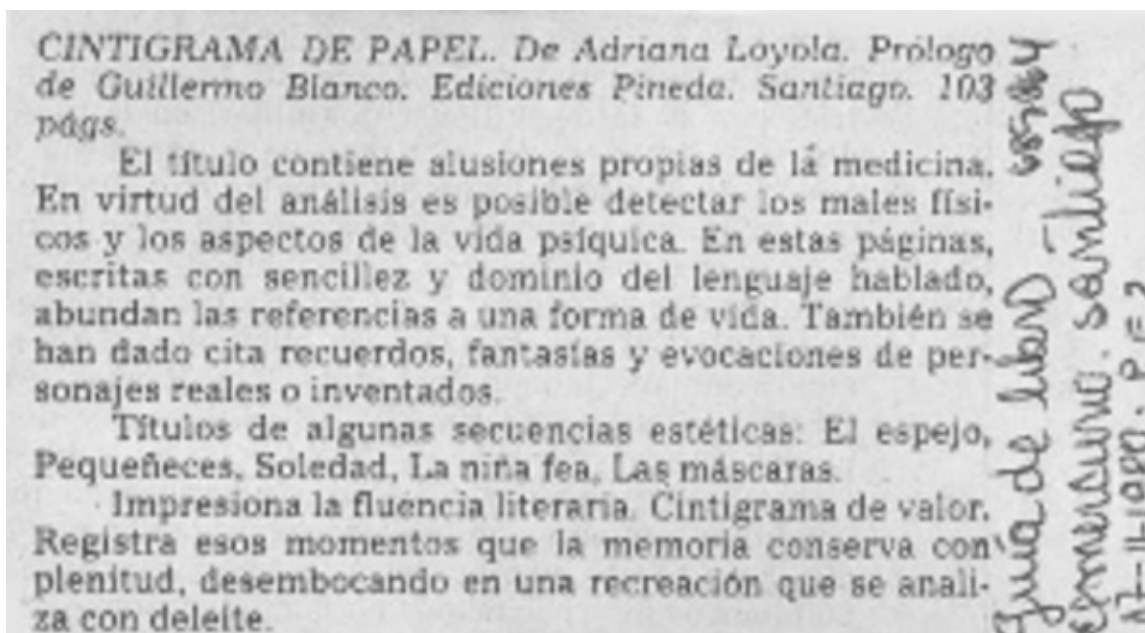 CINTIGRAMA DE PAPEL. De Adriana Loyola. Prólogo
de Guillermo Blanco. Ediciones Pineda. Santiago. 103
págs.
El título contiene alusiones propias de la medicina.
En virtud del análisis es posible detectar los males físi-
cos y los aspectos de la vida psíquica. En estas páginas,
escritas con sencillez y dominio del lenguaje hablado,
abundan las referencias a una forma de vida. También se
han dado cita recuerdos, fantasías y evocaciones de per-
sonajes reales o inventados.
Títulos de algunas secuencias estéticas: El espejo,
Pequeñeces, Soledad, La niña fea, Las máscaras.
Impresiona la fluencia literaria. Cintigrama de valor.
Registra esos momentos que la memoria conserva con
plenitud, desembocando en una recreación que se anali-
za con deleite.
de
El Mercurio. Santiago